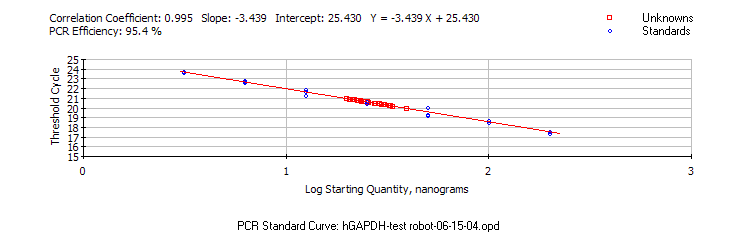 Correlation Coefficient: 0.995 Slope: -3.439 Intercept: 25.430 Y = -3.439 X + 25.430
PCR Efficiency: 95.4 %
Unknowns
Standards
Threshold Cycle
25
24
23
22
21
20
19
18
17
16
15
0
1
2
3
Log Starting Quantity, nanograms
PCR Standard Curve: hGAPDH-test robot-06-15-04.opd